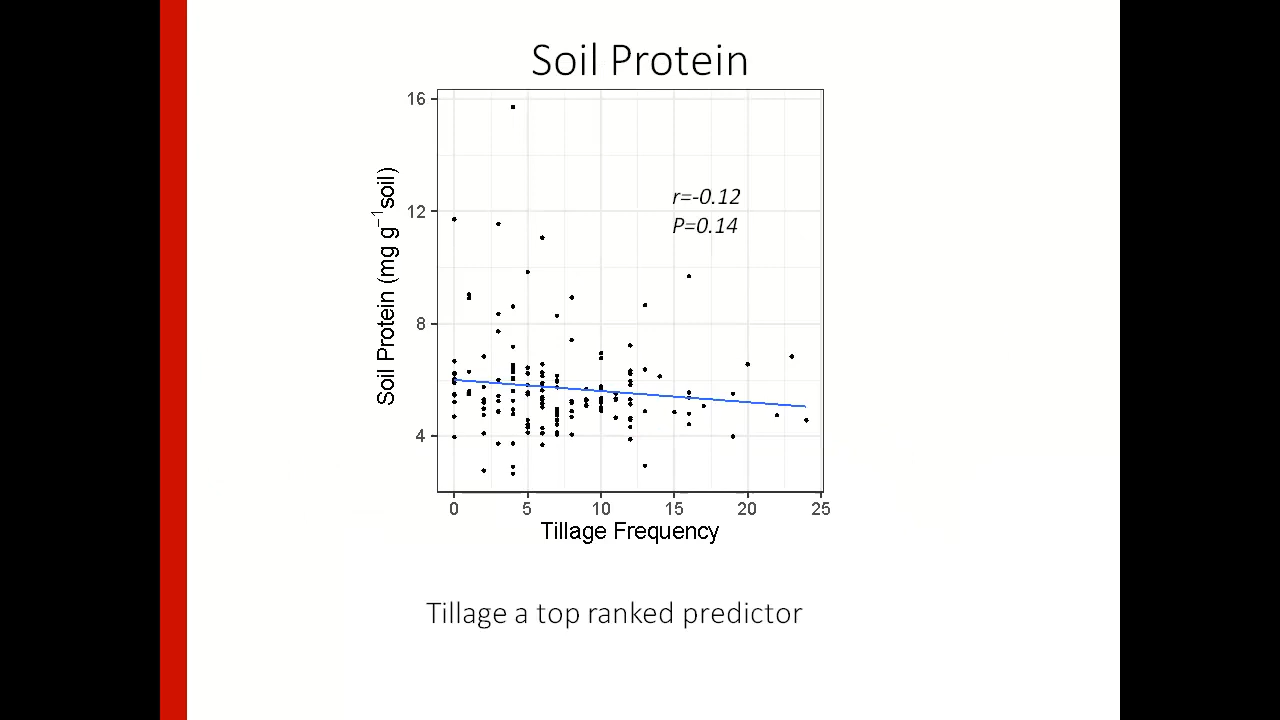 Soil Protein
16
12
8
4
Soil Protein (mg g⁻¹soil)
r=-0.12
P=0.14
0 5 10 15 20 25
Tillage Frequency
Tillage a top ranked predictor